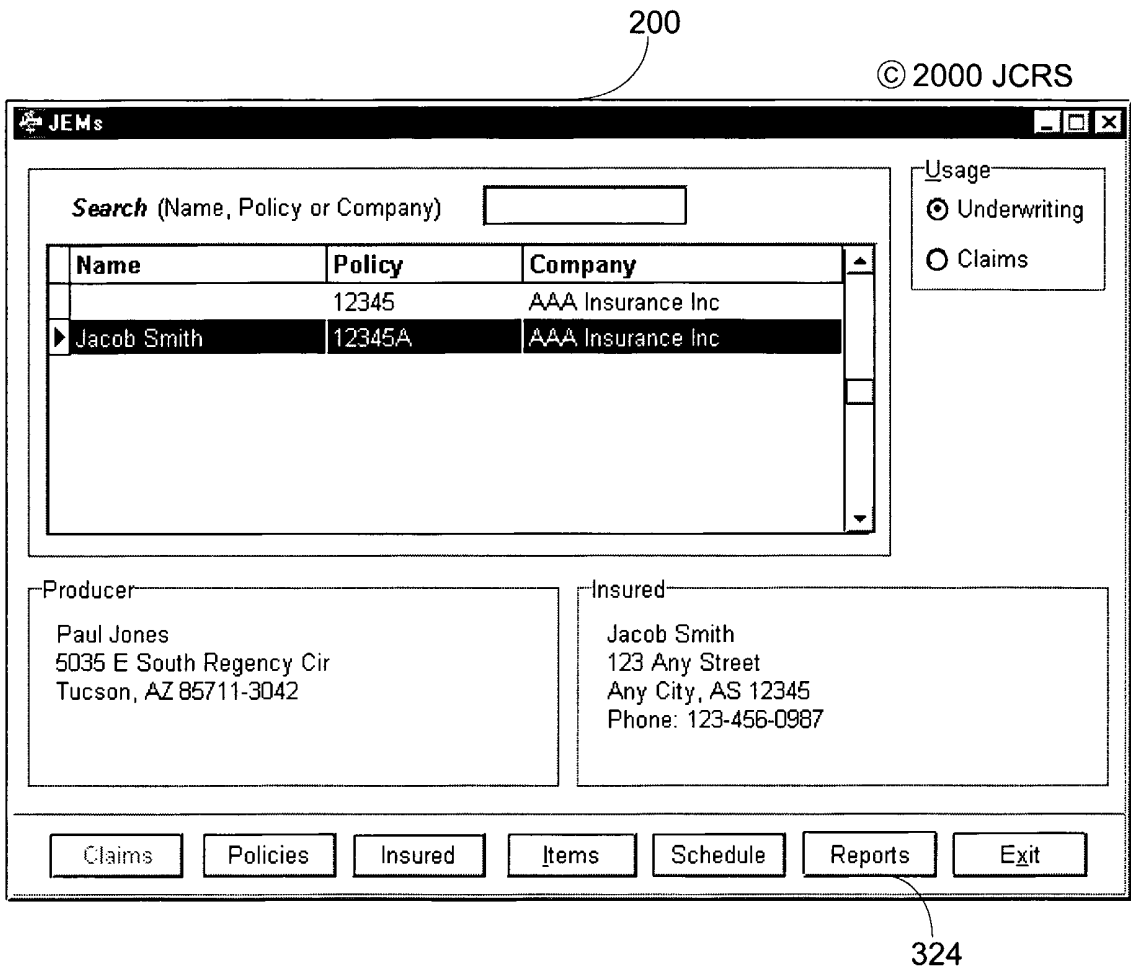 200
© 2000 JCRS
JEMs
Search (Name, Policy or Company)
Usage
Underwriting
Claims
Name Policy Company
12345 AAA Insurance Inc
Jacob Smith 12345A AAA Insurance Inc
Producer
Paul Jones
5035 E South Regency Cir
Tucson, AZ 85711-3042
Insured
Jacob Smith
123 Any Street
Any City, AS 12345
Phone: 123-456-0987
Claims Policies Insured Items Schedule Reports Exit
324